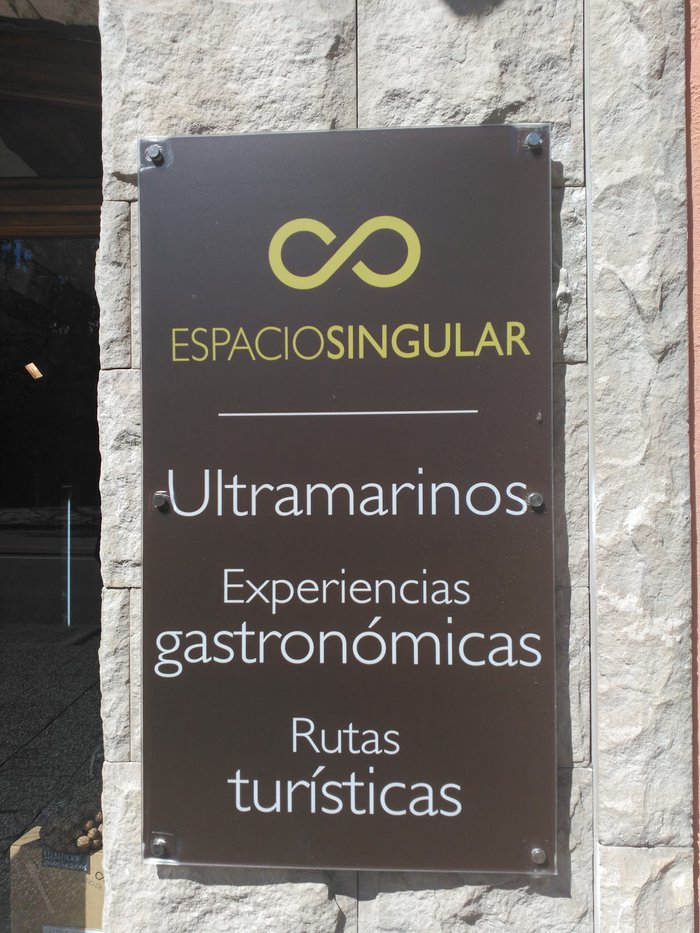 ESPACIOSINGULAR
Ultramarinos
Experiencias
gastronómicas
Rutas
turísticas